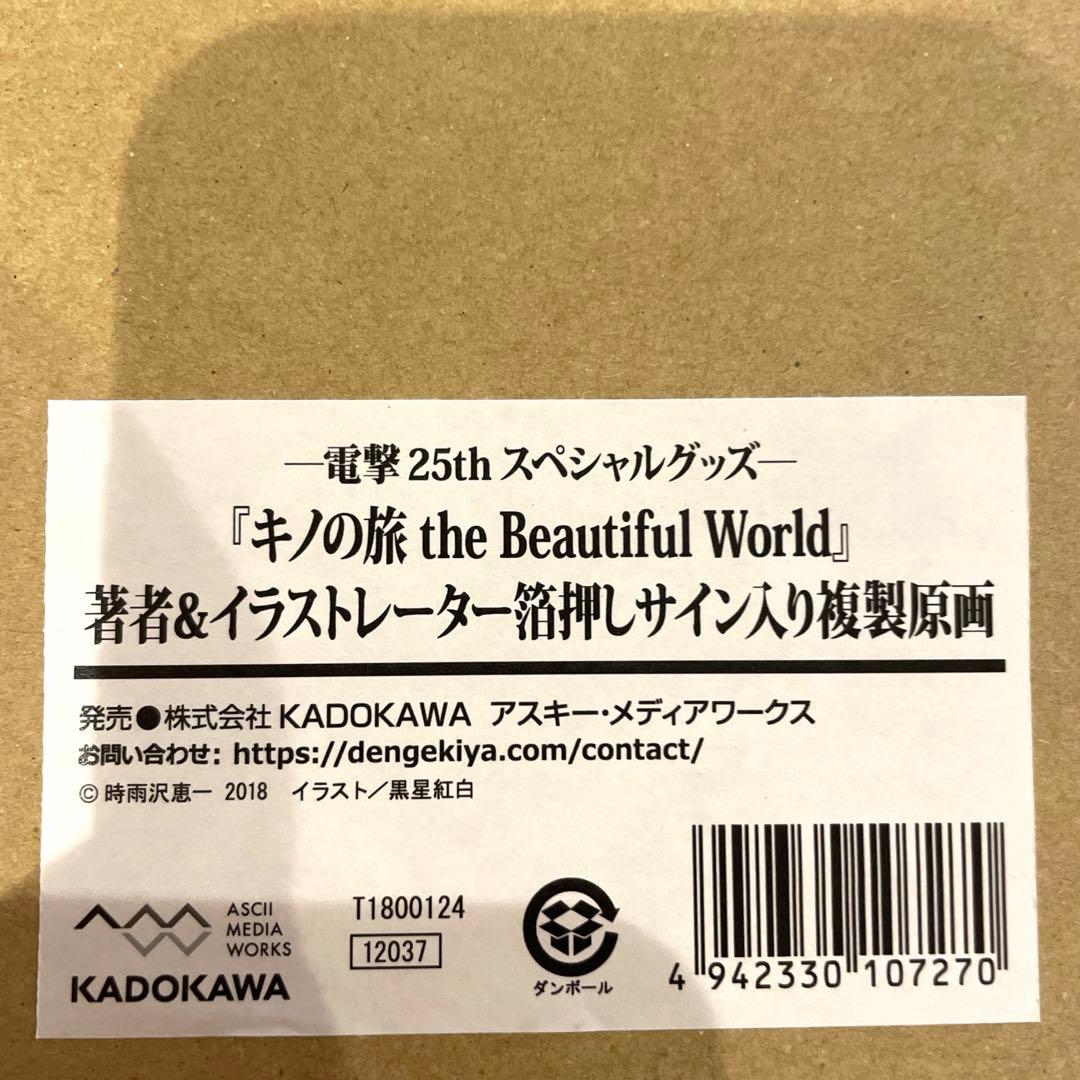 ―電撃 25th スペシャルグッズ―
『キノの旅 the Beautiful World』
著者&イラストレーター箔押しサイン入り複製原画
発売●株式会社 KADOKAWA アスキー・メディアワークス
お問い合わせ: https://dengekiya.com/contact/
© 時雨沢恵一 2018 イラスト／黒星紅白
ASCII
MEDIA
WORKS
KADOKAWA
T1800124
12037
ダンボール
4 942330 107270